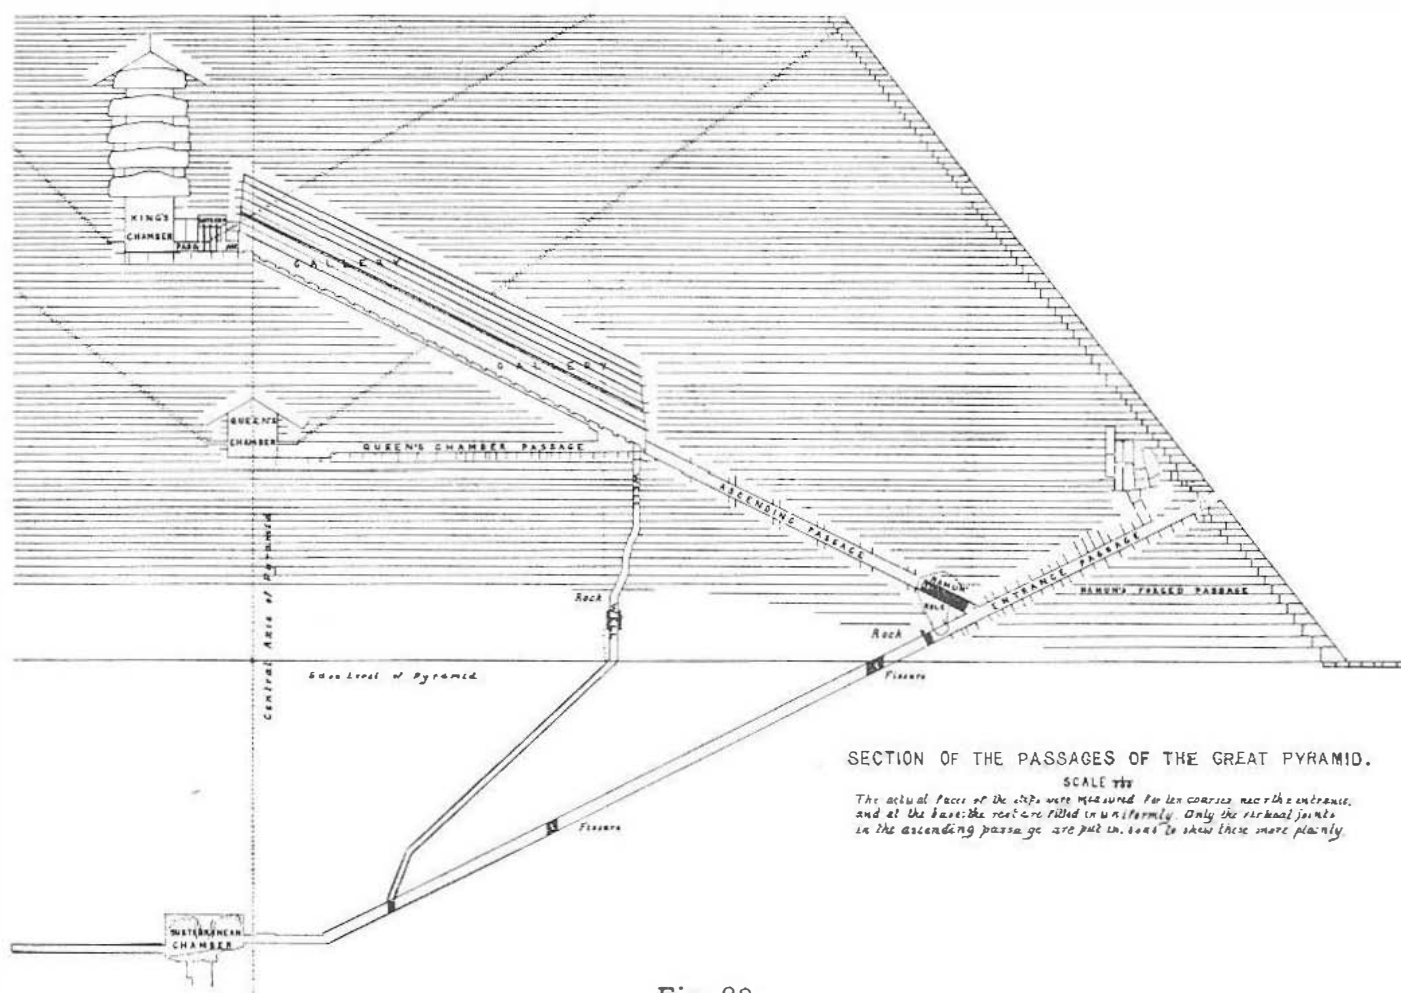 KING'S
CHAMBER
PASS
GALLERY
GALLERY
QUEEN'S
CHAMBER
QUEEN'S CHAMBER PASSAGE
ASCENDING PASSAGE
MAMUN'S
HOLE
ENTRANCE PASSAGE
MAMUN'S FORCED PASSAGE
Central Axis of Pyramid
Rock
Rock
Base Level of Pyramid
Fissure
Fissure
SECTION OF THE PASSAGES OF THE GREAT PYRAMID.
SCALE
The actual faces of the steps were measured for ten courses near the entrance,
and at the base; the rest are filled in uniformly. Only the vertical joints
in the ascending passage are put in, so as to shew these more plainly.
SUBTERRANEAN
CHAMBER